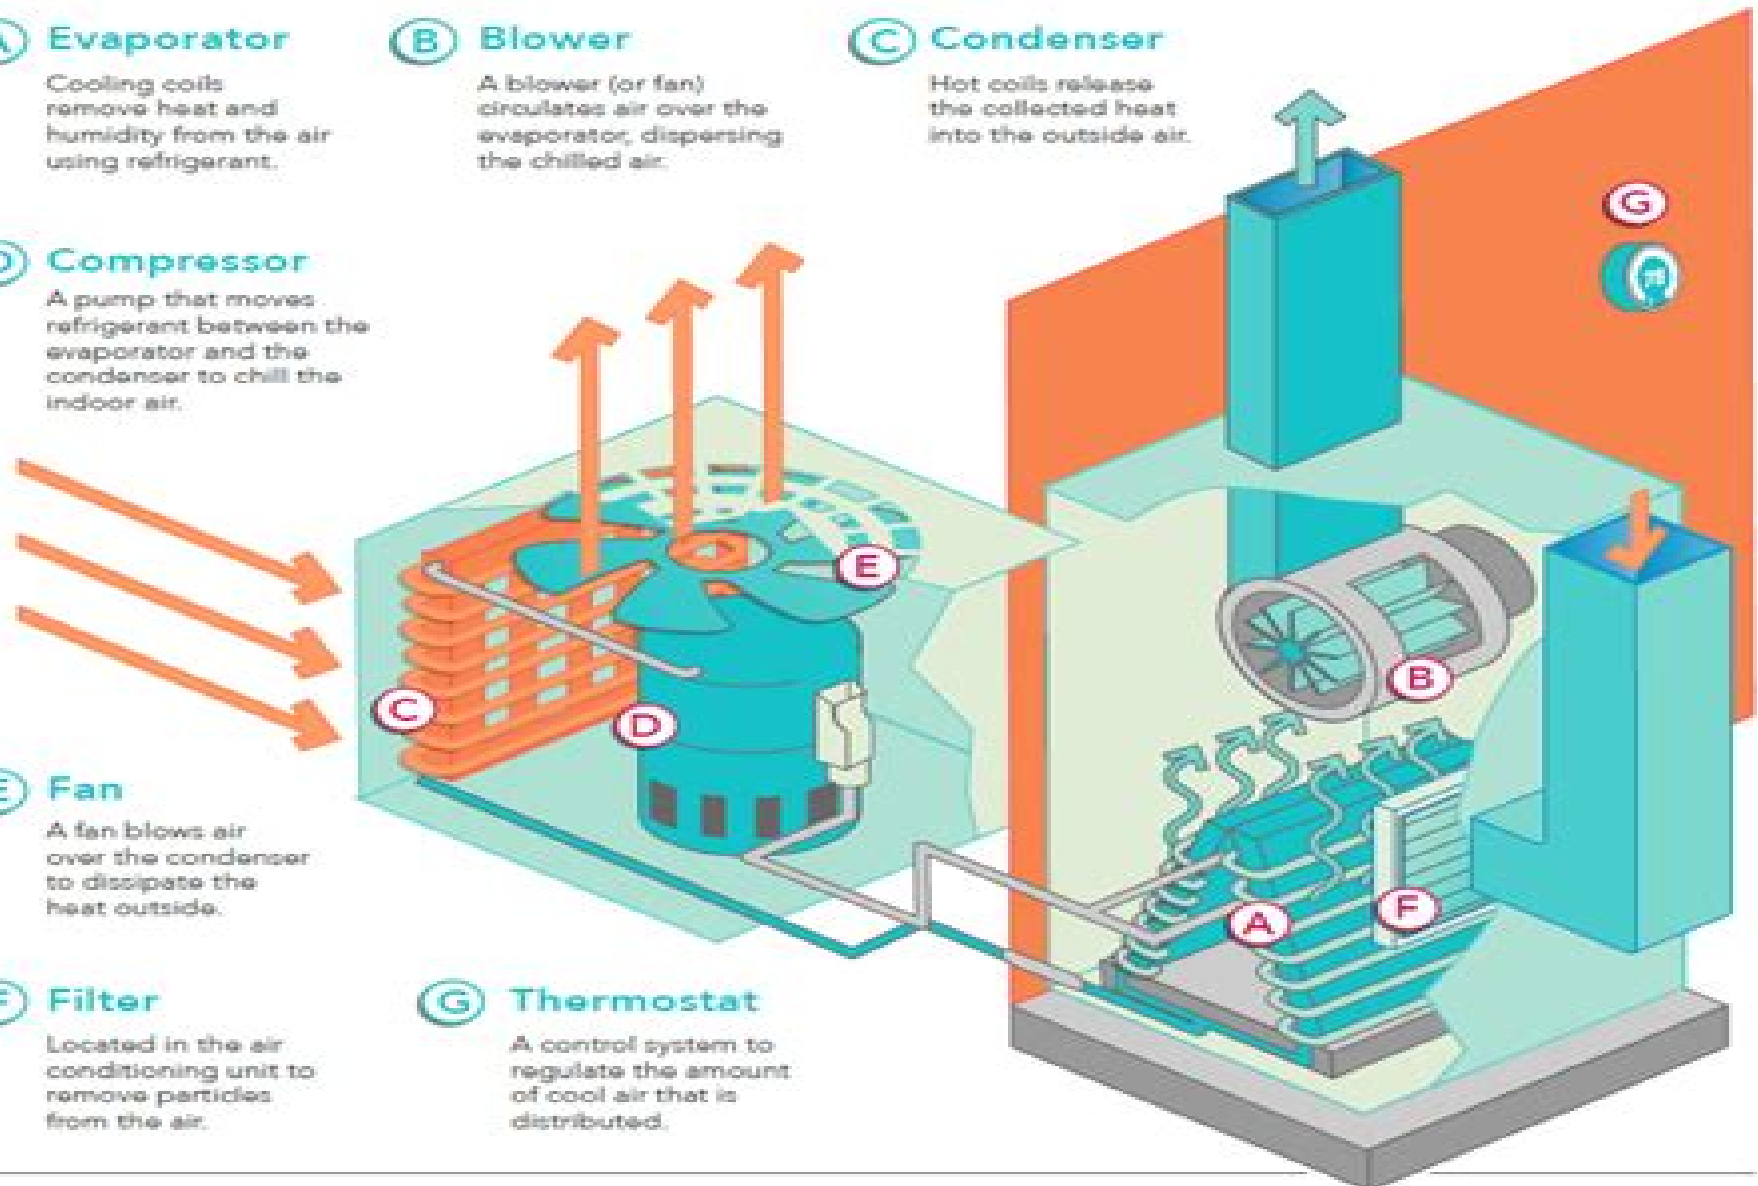 A Evaporator
Cooling coils
remove heat and
humidity from the air
using refrigerant.
B Blower
A blower (or fan)
circulates air over the
evaporator, dispersing
the chilled air.
C Condenser
Hot coils release
the collected heat
into the outside air.
D Compressor
A pump that moves
refrigerant between the
evaporator and the
condenser to chill the
indoor air.
E Fan
A fan blows air
over the condenser
to dissipate the
heat outside.
F Filter
Located in the air
conditioning unit to
remove particles
from the air.
G Thermostat
A control system to
regulate the amount
of cool air that is
distributed.
G
E
B
C
D
A
F